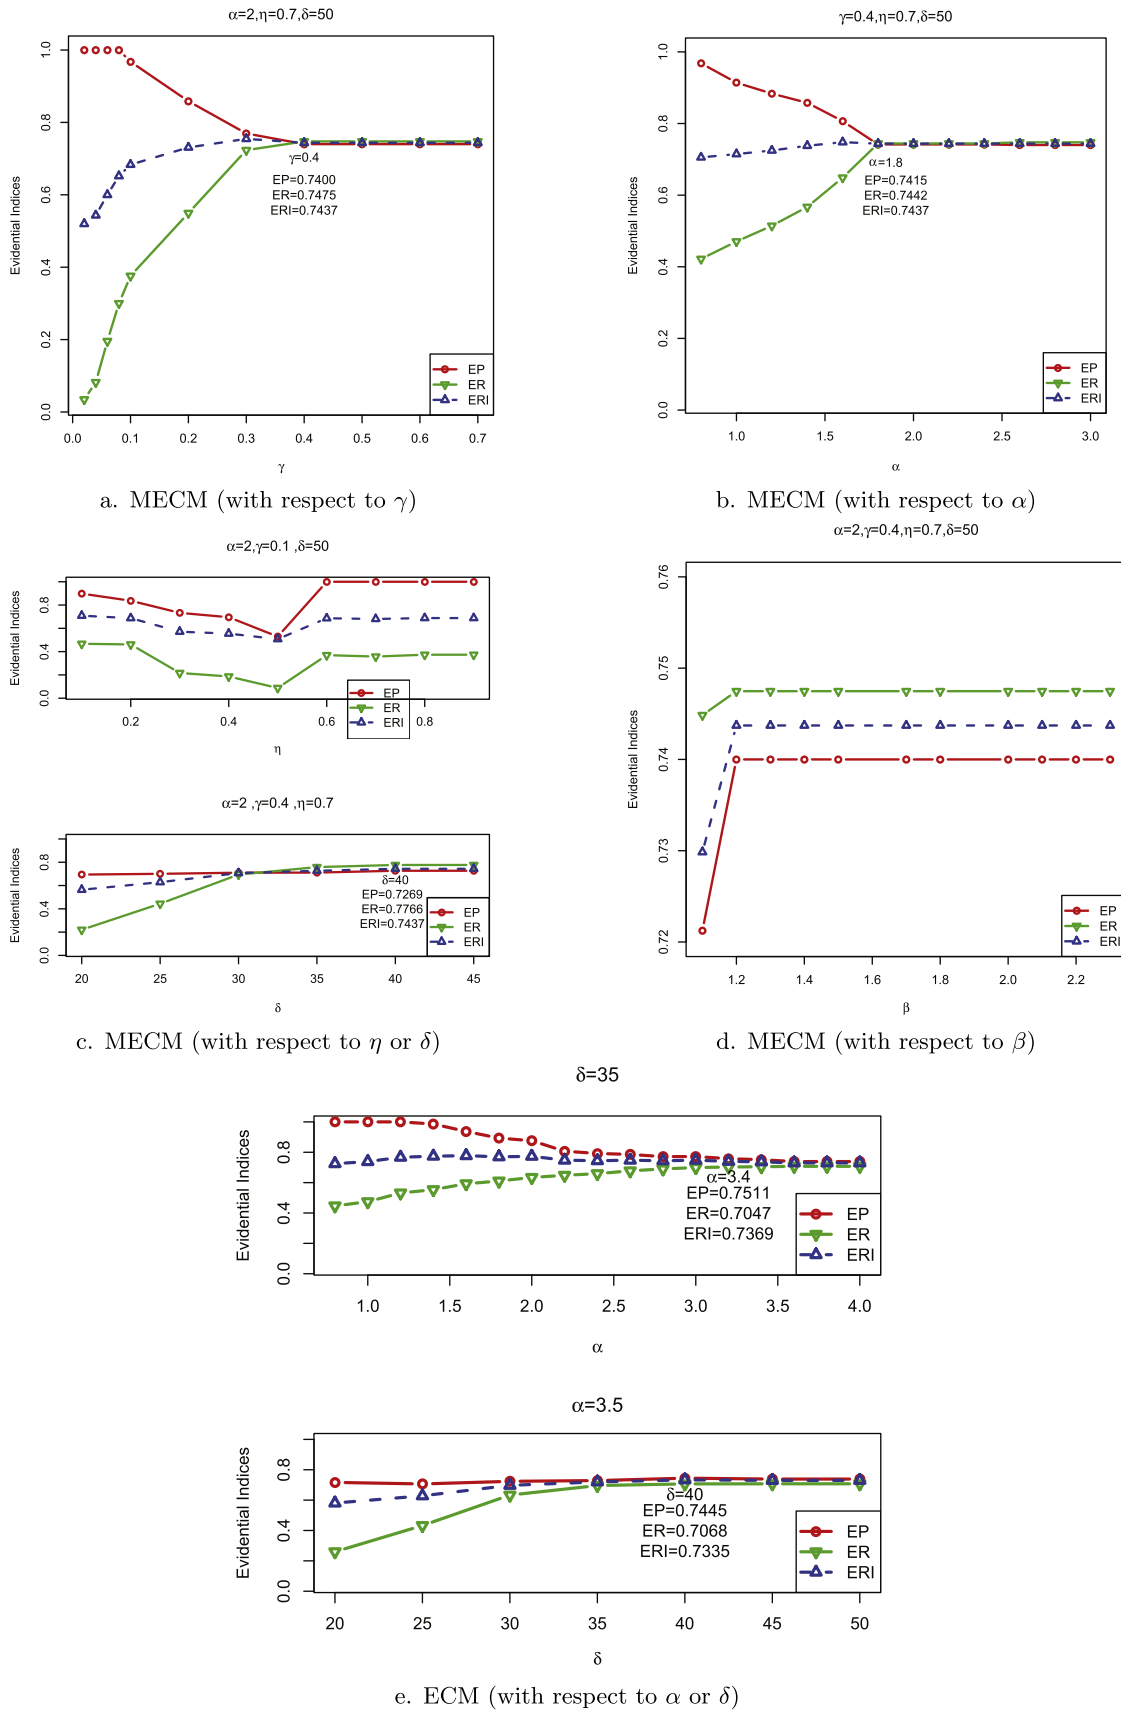 α=2,η=0.7,δ=50
Evidential Indices
1.0
0.8
0.6
0.4
0.2
0.0
γ=0.4
EP=0.7400
ER=0.7475
ERI=0.7437
EP
ER
ERI
0.0 0.1 0.2 0.3 0.4 0.5 0.6 0.7
γ
a. MECM (with respect to γ)
γ=0.4,η=0.7,δ=50
Evidential Indices
1.0
0.8
0.6
0.4
0.2
0.0
α=1.8
EP=0.7415
ER=0.7442
ERI=0.7437
EP
ER
ERI
1.0 1.5 2.0 2.5 3.0
α
b. MECM (with respect to α)
α=2,γ=0.1 ,δ=50
Evidential Indices
0.8
0.4
0.0
EP
ER
ERI
0.2 0.4 0.6 0.8
η
α=2 ,γ=0.4 ,η=0.7
Evidential Indices
0.8
0.4
0.0
δ=40
EP=0.7269
ER=0.7766
ERI=0.7437
EP
ER
ERI
20 25 30 35 40 45
δ
c. MECM (with respect to η or δ)
α=2,γ=0.4,η=0.7,δ=50
Evidential Indices
0.76
0.75
0.74
0.73
0.72
EP
ER
ERI
1.2 1.4 1.6 1.8 2.0 2.2
β
d. MECM (with respect to β)
δ=35
Evidential Indices
0.8
0.4
0.0
α=3.4
EP=0.7511
ER=0.7047
ERI=0.7369
EP
ER
ERI
1.0 1.5 2.0 2.5 3.0 3.5 4.0
α
α=3.5
Evidential Indices
0.8
0.4
0.0
δ=40
EP=0.7445
ER=0.7068
ERI=0.7335
EP
ER
ERI
20 25 30 35 40 45 50
δ
e. ECM (with respect to α or δ)